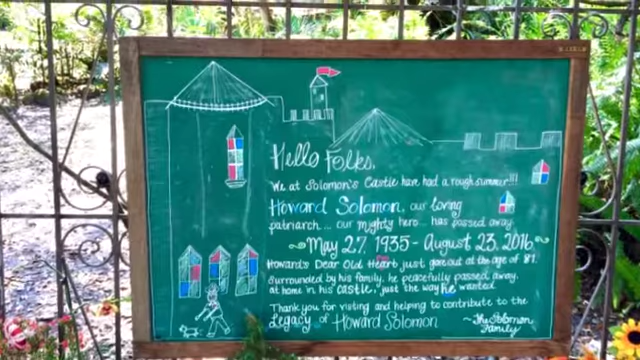 Hello Folks,
We at Solomon's Castle have had a rough summer!!!
Howard Solomon, our loving
patriarch... our mighty hero... has passed away
~ May 27, 1935 - August 23, 2016 ~
Howard's Dear Old Heart just gave out at the age of 81.
Surrounded by his family, he peacefully passed away,
at home in his castle, just the way he wanted
Thank you for visting and helping to contribute to the
Legacy of Howard Solomon
~The Solomon
Family~